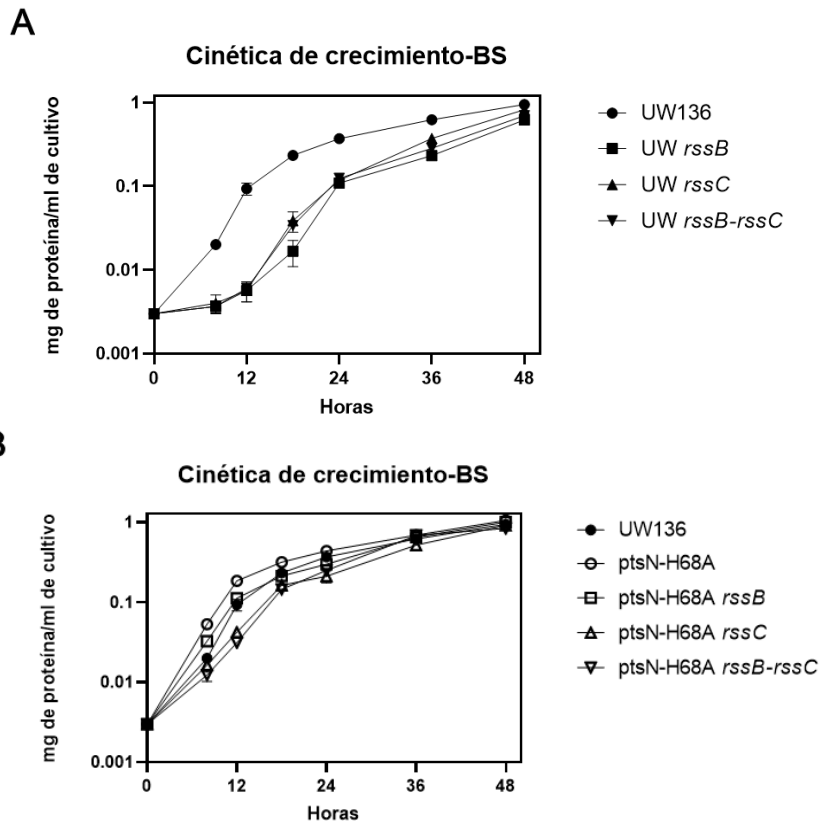 A
Cinética de crecimiento-BS
mg de proteína/ml de cultivo
1
0.1
0.01
0.001
0 12 24 36 48
Horas
UW136
UW rssB
UW rssC
UW rssB-rssC
B
Cinética de crecimiento-BS
mg de proteína/ml de cultivo
1
0.1
0.01
0.001
0 12 24 36 48
Horas
UW136
ptsN-H68A
ptsN-H68A rssB
ptsN-H68A rssC
ptsN-H68A rssB-rssC